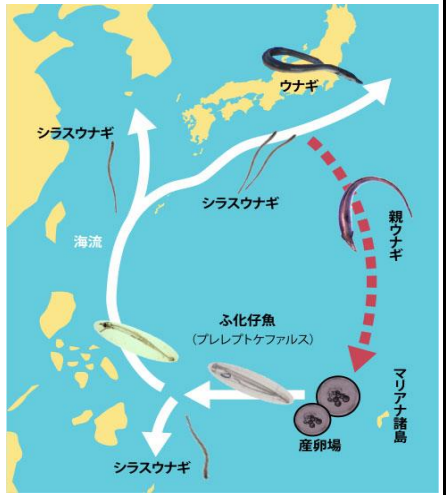 ウナギ
シラスウナギ
シラスウナギ
海流
親ウナギ
ふ化仔魚
（プレレプトケファルス）
マリアナ諸島
産卵場
シラスウナギ